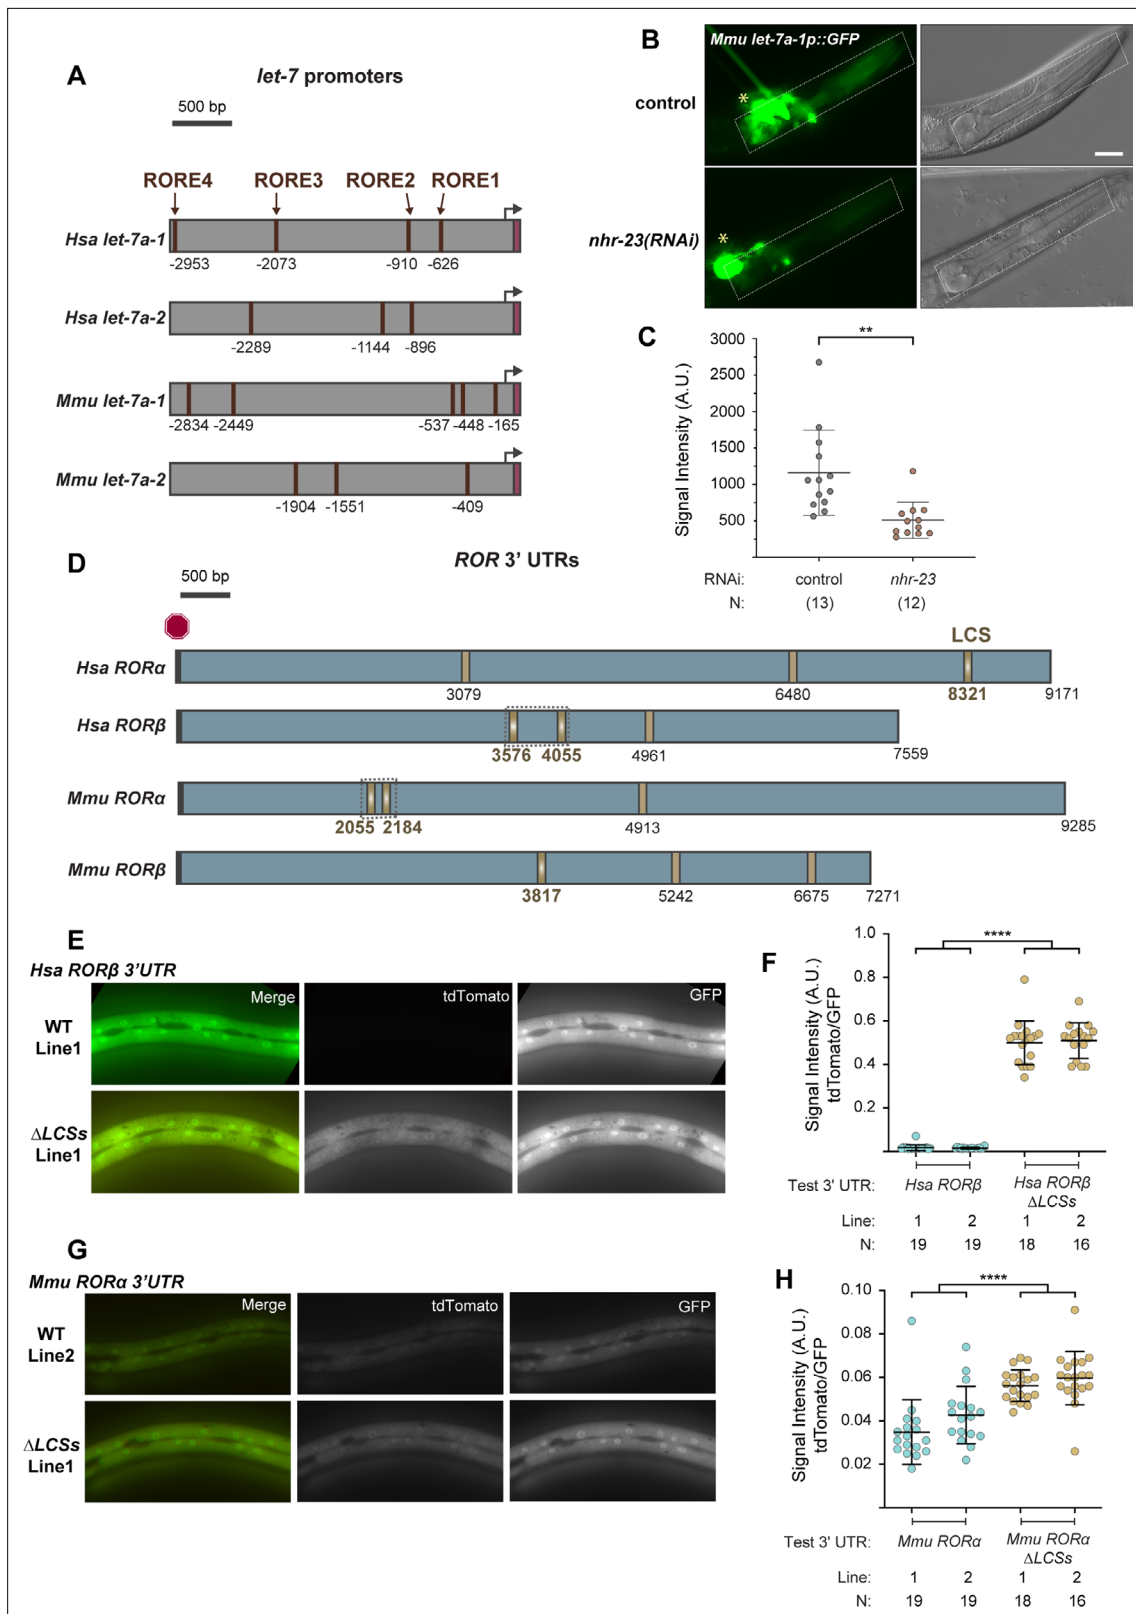 A
let-7 promoters
500 bp
RORE4 RORE3 RORE2 RORE1
Hsa let-7a-1
-2953 -2073 -910 -626
Hsa let-7a-2
-2289 -1144 -896
Mmu let-7a-1
-2834 -2449 -537 -448 -165
Mmu let-7a-2
-1904 -1551 -409
B
Mmu let-7a-1p::GFP
control
*
nhr-23(RNAi)
*
C
**
Signal Intensity (A.U.)
3000
2500
2000
1500
1000
500
RNAi: control nhr-23
N: (13) (12)
D
ROR 3' UTRs
500 bp
LCS
Hsa RORα
3079 6480 8321 9171
Hsa RORβ
3576 4055 4961 7559
Mmu RORα
2055 2184 4913 9285
Mmu RORβ
3817 5242 6675 7271
E
Hsa RORβ 3'UTR
Merge tdTomato GFP
WT
Line1
ΔLCSs
Line1
F
****
Signal Intensity (A.U.)
tdTomato/GFP
1.0
0.8
0.6
0.4
0.2
Test 3' UTR: Hsa RORβ Hsa RORβ
ΔLCSs
Line: 1 2 1 2
N: 19 19 18 16
G
Mmu RORα 3'UTR
Merge tdTomato GFP
WT
Line2
ΔLCSs
Line1
H
****
Signal Intensity (A.U.)
tdTomato/GFP
0.10
0.08
0.06
0.04
0.02
Test 3' UTR: Mmu RORα Mmu RORα
ΔLCSs
Line: 1 2 1 2
N: 19 19 18 16